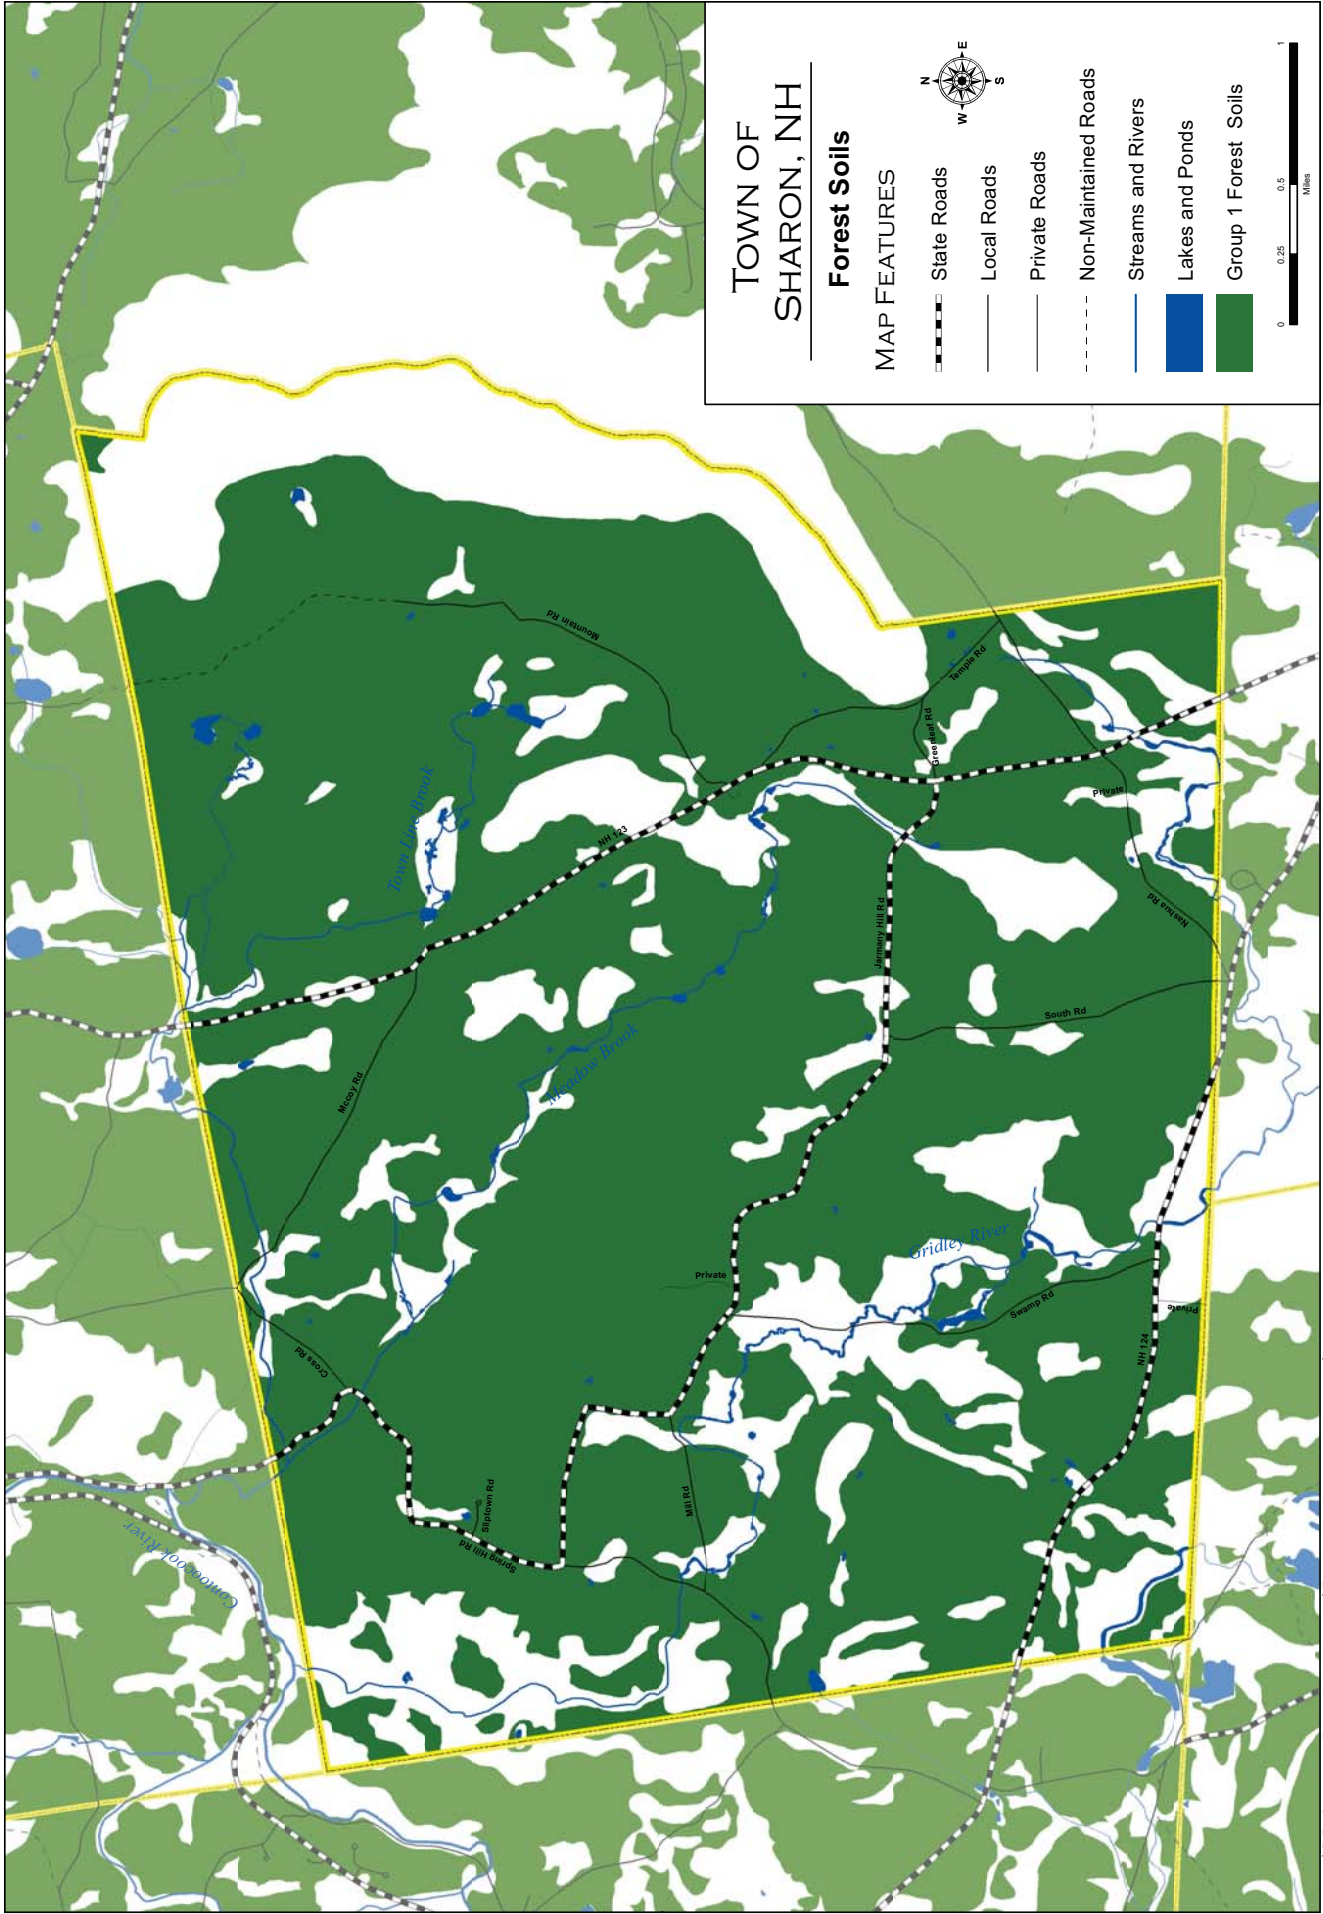 TOWN OF
SHARON, NH
Forest Soils
MAP FEATURES
N
E
S
W
State Roads
Local Roads
Private Roads
Non-Maintained Roads
Streams and Rivers
Lakes and Ponds
Group 1 Forest Soils
0
0.25
0.5
1
Miles
Contoocook River
Cross Rd
Mccoy Rd
Town Line Brook
Mountain Rd
NH 123
Meadow Brook
Sliptown Rd
Spring Hill Rd
Mill Rd
Private
Jarmany Hill Rd
Greenleaf Rd
Temple Rd
Gridley River
Swamp Rd
South Rd
Private
Nashua Rd
NH 124
Private